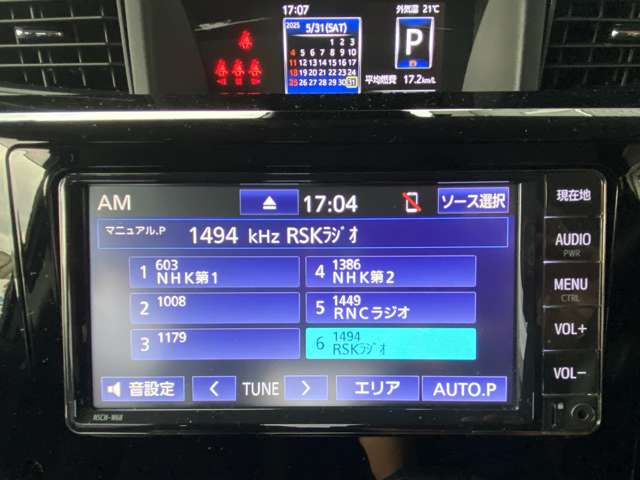 17:07
外気温 21℃
2025 5/31(SAT)
1 2 3
4 5 6 7 8 9 10
11 12 13 14 15 16 17
18 19 20 21 22 23 24
25 26 27 28 29 30 31
P
平均燃費 17.2km/L
AM
17:04
ソース選択
マニュアル.P 1494 kHz RSKラジオ
1 603 NHK第1
4 1386 NHK第2
2 1008
5 1449 RNCラジオ
3 1179
6 1494 RSKラジオ
音設定 < TUNE > エリア AUTO.P
NSCN-W68
現在地
AUDIO
PWR
MENU
CTRL
VOL+
VOL-